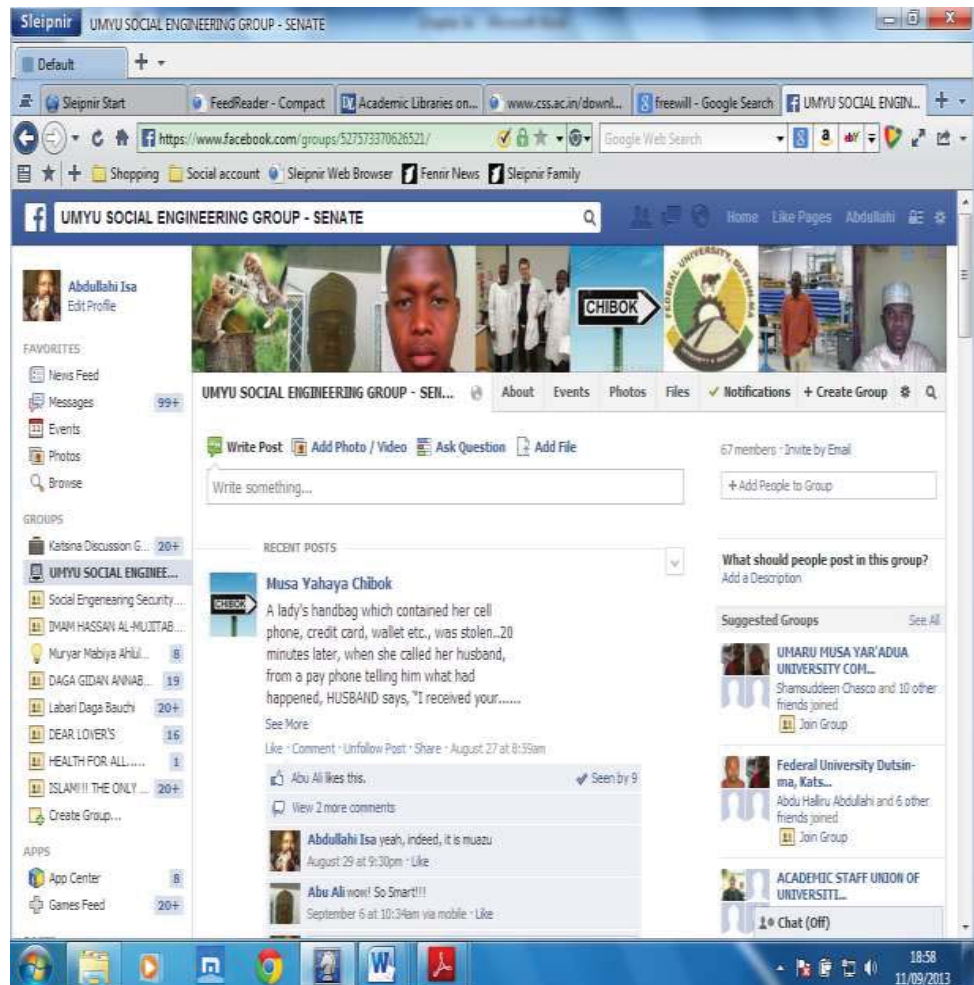 Sleipnir UMYU SOCIAL ENGINEERING GROUP - SENATE
Default
Sleipnir Start FeedReader - Compact Academic Libraries on... www.css.ac.in/downl... freewill - Google Search UMYU SOCIAL ENGIN...
https://www.facebook.com/groups/527573370626521/ Google Web Search
Shopping Social account Sleipnir Web Browser Fenrir News Sleipnir Family
UMYU SOCIAL ENGINEERING GROUP - SENATE Home Like Pages Abdullahi
Abdullahi Isa
Edit Profile
FAVORITES
News Feed
Messages 99+
Events
Photos
Browse
GROUPS
Katsina Discussion G... 20+
UMYU SOCIAL ENGINEE...
Social Engenearing Security...
IMAM HASSAN AL-MUJTAB...
Muryar Mabiya Ahlul... 8
DAGA GIDAN ANNAB... 19
Labari Daga Bauchi 20+
DEAR LOVER'S 16
HEALTH FOR ALL..... 1
ISLAM!!! THE ONLY ... 20+
Create Group...
APPS
App Center 8
Games Feed 20+
CHIBOK
FEDERAL UNIVERSITY, DUTSIN-MA
INTEGRITY & SERVICE
UMYU SOCIAL ENGINEERING GROUP - SEN... About Events Photos Files Notifications + Create Group
Write Post Add Photo / Video Ask Question Add File
Write something...
RECENT POSTS
CHIBOK
Musa Yahaya Chibok
A lady's handbag which contained her cell
phone, credit card, wallet etc., was stolen..20
minutes later, when she called her husband,
from a pay phone telling him what had
happened, HUSBAND says, "I received your......
See More
Like · Comment · Unfollow Post · Share · August 27 at 8:59am
Abu Ali likes this. Seen by 9
View 2 more comments
Abdullahi Isa yeah, indeed, it is muazu
August 29 at 9:30pm · Like
Abu Ali wow! So Smart!!!
September 6 at 10:34am via mobile · Like
67 members · Invite by Email
+ Add People to Group
What should people post in this group?
Add a Description
Suggested Groups See All
UMARU MUSA YAR'ADUA
UNIVERSITY COM...
Shamsuddeen Chasco and 10 other
friends joined
Join Group
Federal University Dutsin-
ma, Kats...
Abdu Halliru Abdullahi and 6 other
friends joined
Join Group
ACADEMIC STAFF UNION OF
UNIVERSITI...
Chat (Off)
18:58
11/09/2013